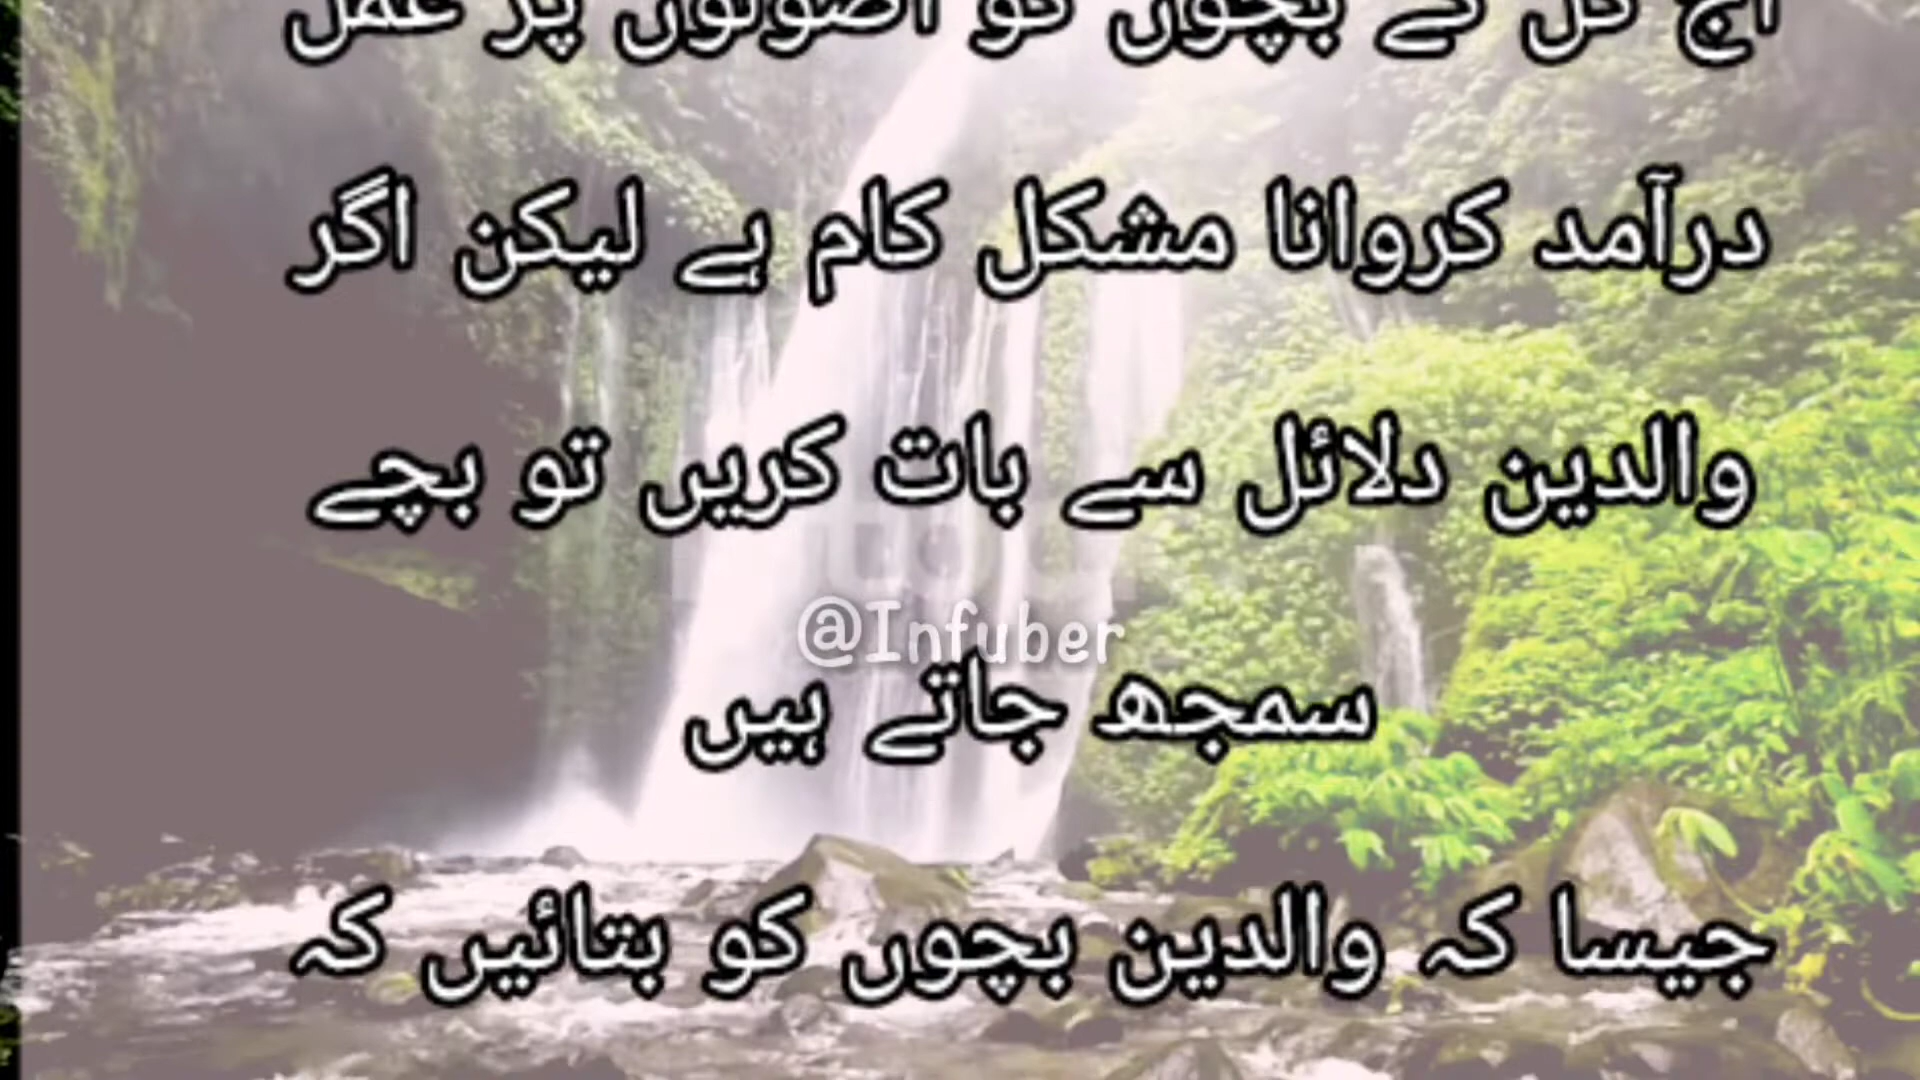 آج کل کے بچوں کو اصولوں پر عمل
درآمد کروانا مشکل کام ہے لیکن اگر
والدین دلائل سے بات کریں تو بچے
@Infuber
سمجھ جاتے ہیں
جیسا کہ والدین بچوں کو بتائیں کہ